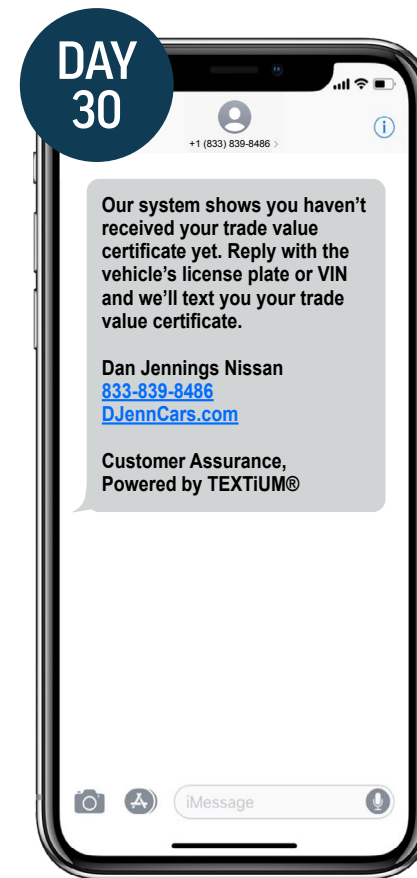 DAY
30
+1 (833) 839-8486 >
Our system shows you haven't
received your trade value
certificate yet. Reply with the
vehicle's license plate or VIN
and we'll text you your trade
value certificate.
Dan Jennings Nissan
833-839-8486
DJennCars.com
Customer Assurance,
Powered by TEXTiUM®
iMessage